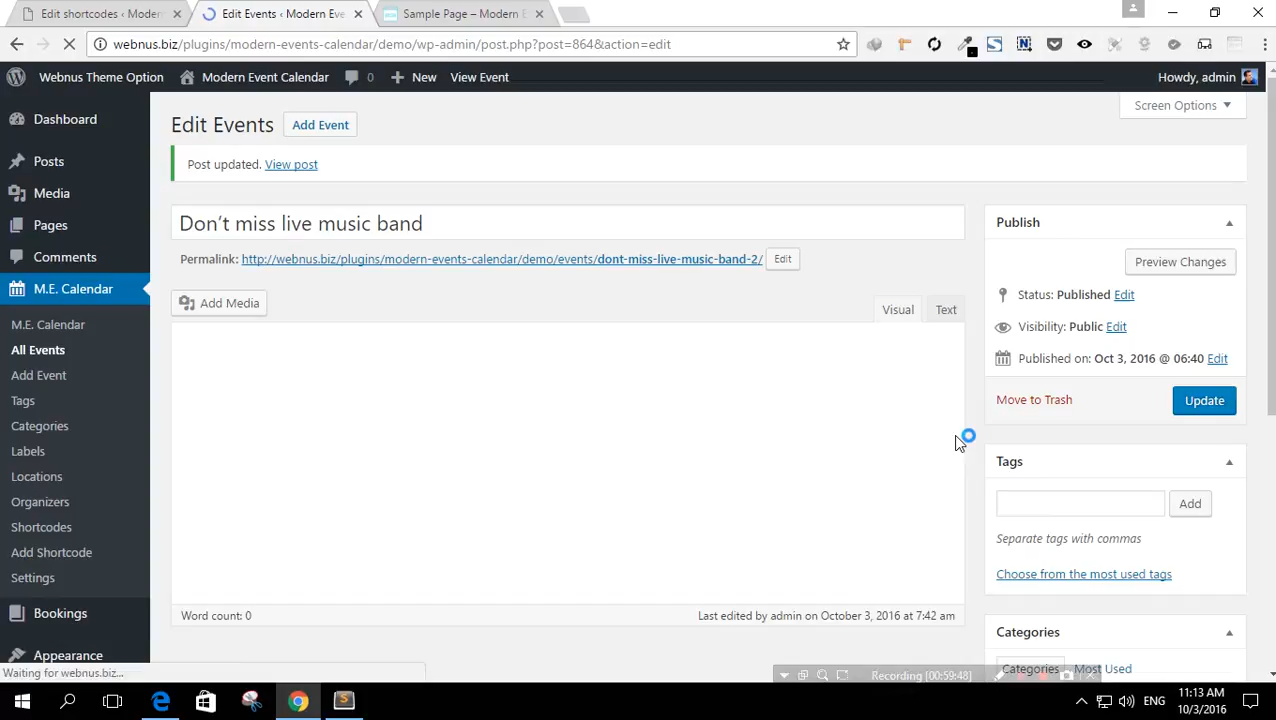 Edit shortcodes ‹ Modern
Edit Events ‹ Modern Eve
Sample Page – Modern E
webnus.biz/plugins/modern-events-calendar/demo/wp-admin/post.php?post=864&action=edit
Webnus Theme Option
Modern Event Calendar
0
New
View Event
Howdy, admin
Screen Options
Dashboard
Posts
Media
Pages
Comments
M.E. Calendar
M.E. Calendar
All Events
Add Event
Tags
Categories
Labels
Locations
Organizers
Shortcodes
Add Shortcode
Settings
Bookings
Appearance
Edit Events
Add Event
Post updated. View post
Don’t miss live music band
Permalink: http://webnus.biz/plugins/modern-events-calendar/demo/events/dont-miss-live-music-band-2/ Edit
Add Media
Visual
Text
Word count: 0
Last edited by admin on October 3, 2016 at 7:42 am
Publish
Preview Changes
Status: Published Edit
Visibility: Public Edit
Published on: Oct 3, 2016 @ 06:40 Edit
Move to Trash
Update
Tags
Add
Separate tags with commas
Choose from the most used tags
Categories
Categories
Most Used
Waiting for webnus.biz...
Recording [00:59:48]
ENG
11:13 AM
10/3/2016